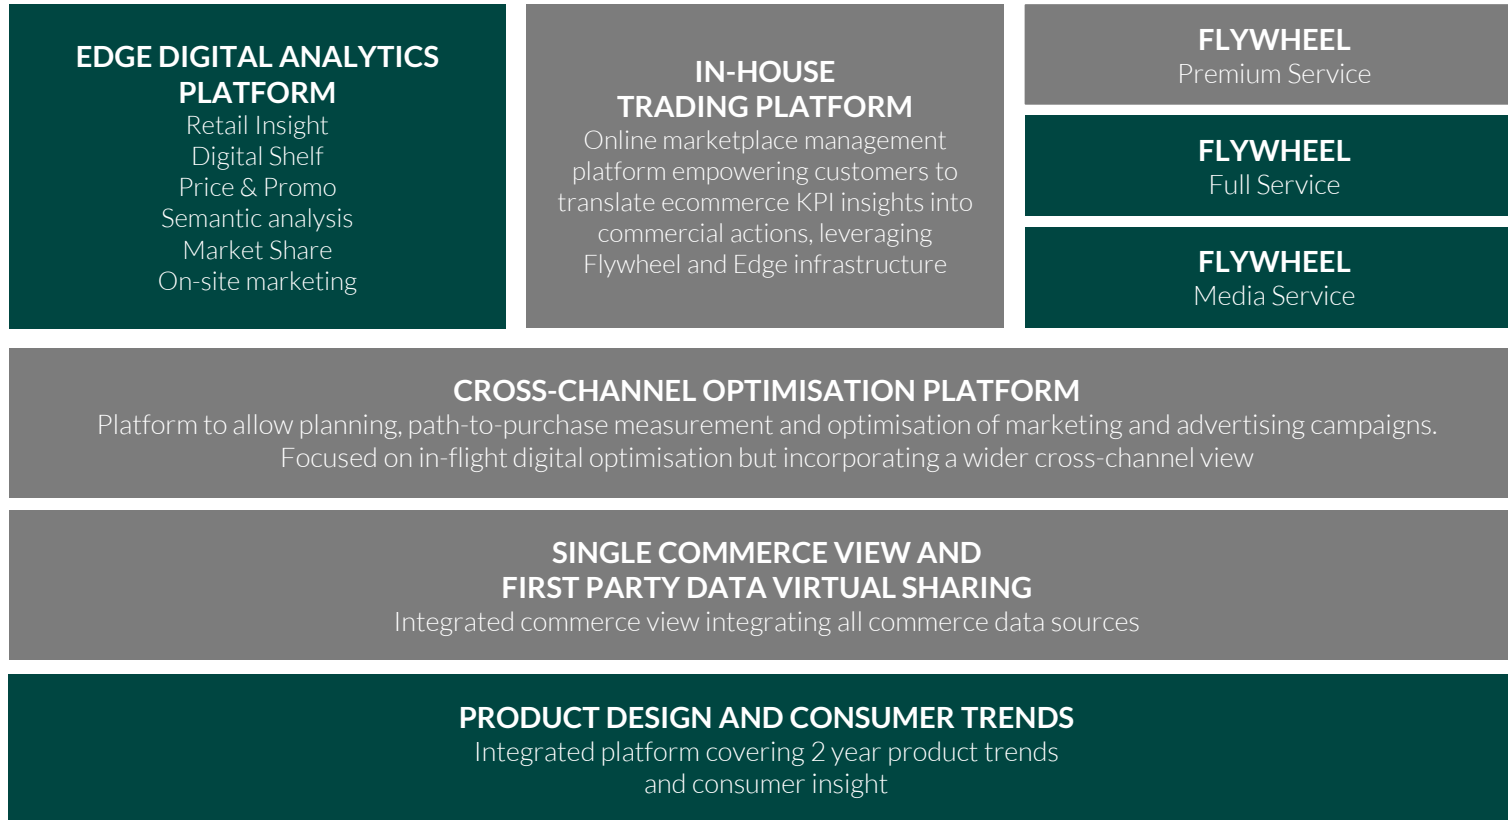 EDGE DIGITAL ANALYTICS
PLATFORM
Retail Insight
Digital Shelf
Price & Promo
Semantic analysis
Market Share
On-site marketing
IN-HOUSE
TRADING PLATFORM
Online marketplace management
platform empowering customers to
translate ecommerce KPI insights into
commercial actions, leveraging
Flywheel and Edge infrastructure
FLYWHEEL
Premium Service
FLYWHEEL
Full Service
FLYWHEEL
Media Service
CROSS-CHANNEL OPTIMISATION PLATFORM
Platform to allow planning, path-to-purchase measurement and optimisation of marketing and advertising campaigns.
Focused on in-flight digital optimisation but incorporating a wider cross-channel view
SINGLE COMMERCE VIEW AND
FIRST PARTY DATA VIRTUAL SHARING
Integrated commerce view integrating all commerce data sources
PRODUCT DESIGN AND CONSUMER TRENDS
Integrated platform covering 2 year product trends
and consumer insight